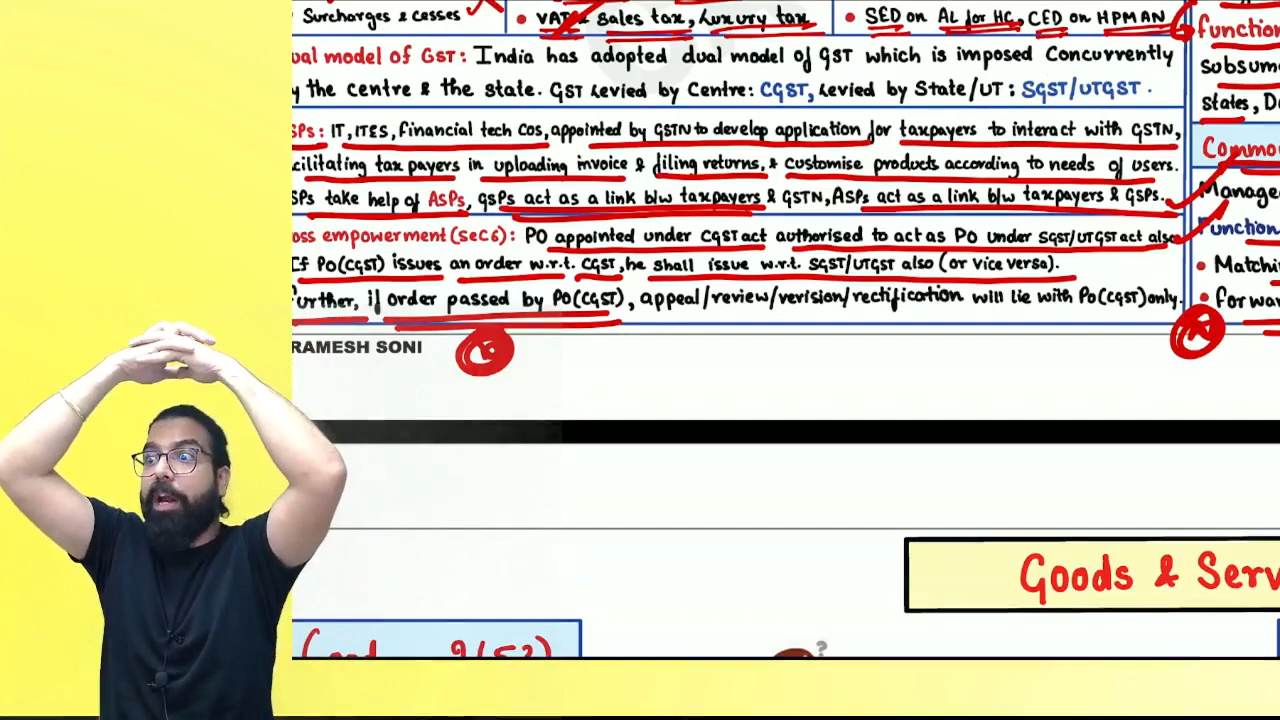 Surcharges & cesses
• VAT & sales tax, Luxury tax
• SED on AL for HC, CED on HPMAN
ual model of GST: India has adopted dual model of GST which is imposed Concurrently
y the centre & the state. GST Levied by Centre: CGST, Levied by State/UT: SGST/UTGST.
SPs: IT, ITES, financial tech COs, appointed by GSTN to develop application for taxpayers to interact with GSTN,
cilitating tax payers in uploading invoice & filing returns, & customise products according to needs of users.
SPs take help of ASPs, GSPs act as a link b/w taxpayers & GSTN, ASPs act as a link b/w taxpayers & GSPs.
oss empowerment (Sec 6): PO appointed under CGST act authorised to act as PO under SGST/UTGST act also
If PO(CGST) issues an order w.r.t. CGST, he shall issue w.r.t. SGST/UTGST also (or vice versa).
urther, if order passed by PO(CGST), appeal/review/revision/rectification will lie with PO(CGST) only.
function
subsum
states, D
Commo
Manage
Function
• Matchin
• forwa
RAMESH SONI
Goods & Serv
?